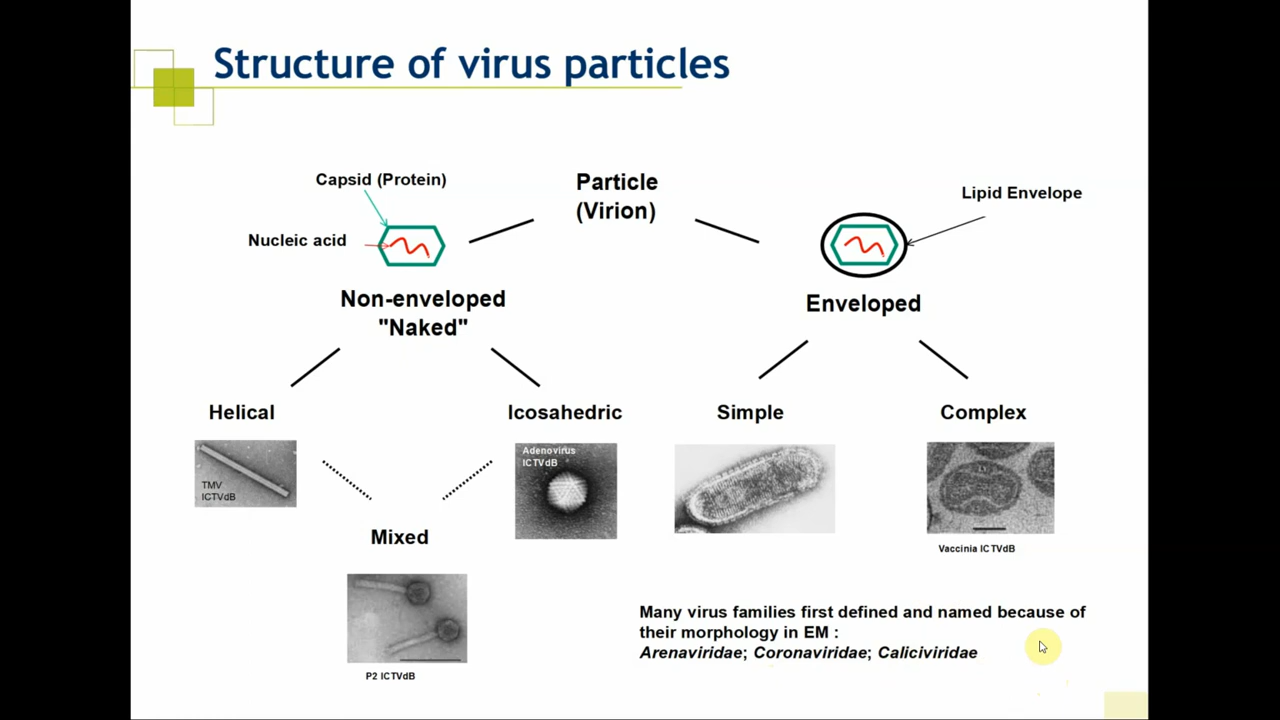 Structure of virus particles
Capsid (Protein)
Nucleic acid
Particle
(Virion)
Lipid Envelope
Non-enveloped
"Naked"
Enveloped
Helical
Icosahedric
Simple
Complex
TMV
ICTVdB
Adenovirus
ICTVdB
Mixed
Vaccinia ICTVdB
P2 ICTVdB
Many virus families first defined and named because of
their morphology in EM :
Arenaviridae; Coronaviridae; Caliciviridae